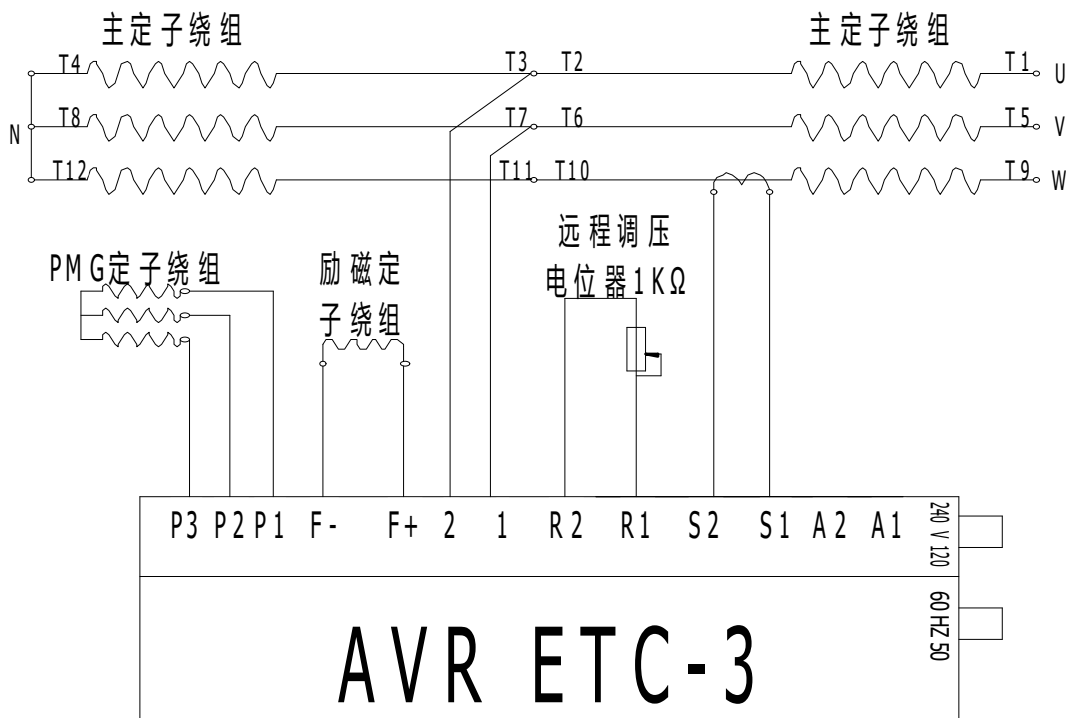 主定子绕组 主定子绕组
T4 T3 T2 T1 U
T8 T7 T6 T5 V
N
T12 T11 T10 T9 W
远程调压
电位器1KΩ
PMG定子绕组
励磁定
子绕组
P3 P2 P1 F- F+ 2 1 R2 R1 S2 S1 A2 A1
240 V 120
60HZ 50
AVR ETC-3